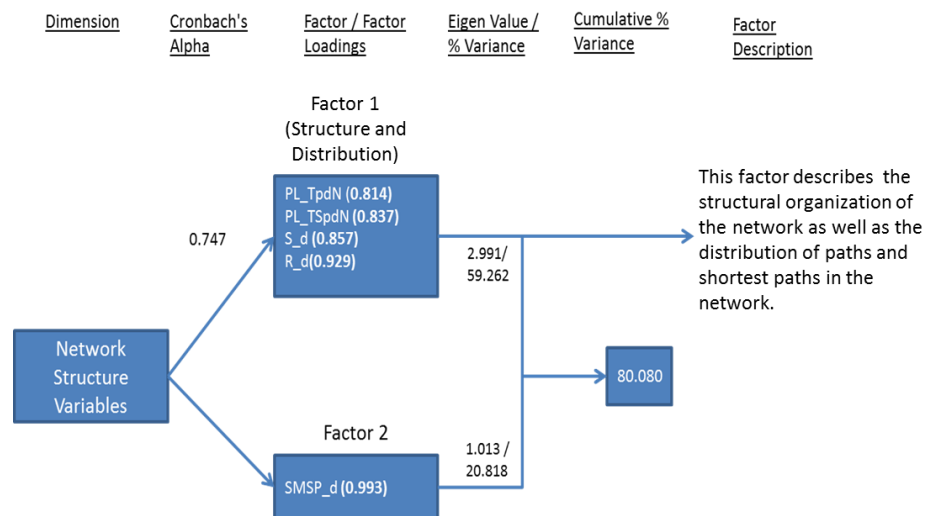 Dimension
Cronbach's
Alpha
Factor / Factor
Loadings
Eigen Value /
% Variance
Cumulative %
Variance
Factor
Description
Factor 1
(Structure and
Distribution)
PL_TpdN (0.814)
PL_TSpdN (0.837)
S_d (0.857)
R_d(0.929)
0.747
2.991/
59.262
This factor describes the
structural organization of
the network as well as the
distribution of paths and
shortest paths in the
network.
Network
Structure
Variables
80.080
Factor 2
SMSP_d (0.993)
1.013 /
20.818